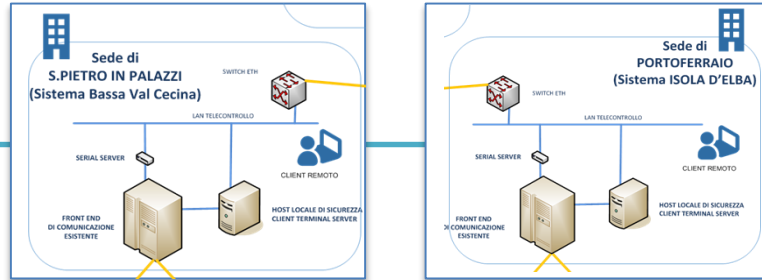 Sede di
S.PIETRO IN PALAZZI
(Sistema Bassa Val Cecina)
SWITCH ETH
LAN TELECONTROLLO
SERIAL SERVER
CLIENT REMOTO
FRONT END
DI COMUNICAZIONE
ESISTENTE
HOST LOCALE DI SICUREZZA
CLIENT TERMINAL SERVER
Sede di
PORTOFERRAIO
(Sistema ISOLA D'ELBA)
SWITCH ETH
LAN TELECONTROLLO
SERIAL SERVER
CLIENT REMOTO
FRONT END
DI COMUNICAZIONE
ESISTENTE
HOST LOCALE DI SICUREZZA
CLIENT TERMINAL SERVER